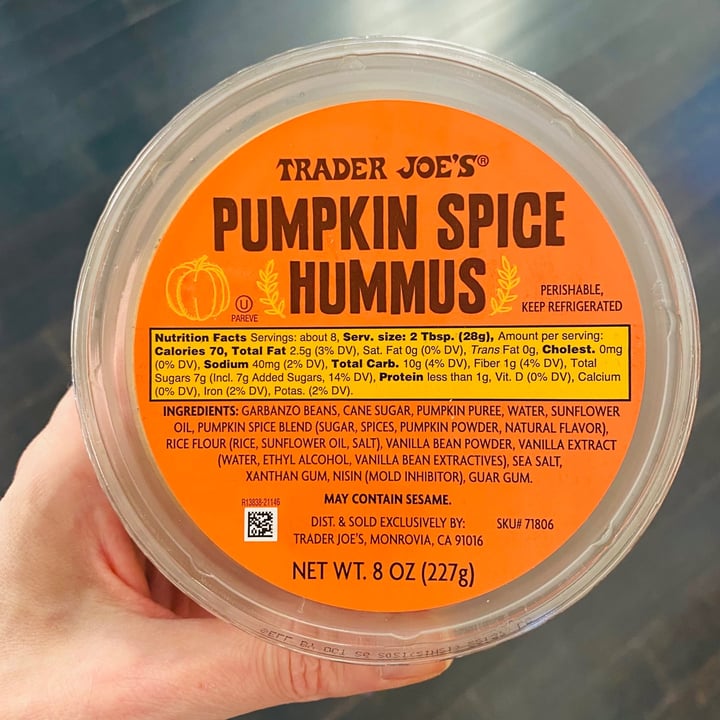 TRADER JOE'S®
PUMPKIN SPICE
HUMMUS
U
PAREVE
PERISHABLE,
KEEP REFRIGERATED
Nutrition Facts Servings: about 8, Serv. size: 2 Tbsp. (28g), Amount per serving:
Calories 70, Total Fat 2.5g (3% DV), Sat. Fat 0g (0% DV), Trans Fat 0g, Cholest. 0mg
(0% DV), Sodium 40mg (2% DV), Total Carb. 10g (4% DV), Fiber 1g (4% DV), Total
Sugars 7g (Incl. 7g Added Sugars, 14% DV), Protein less than 1g, Vit. D (0% DV), Calcium
(0% DV), Iron (2% DV), Potas. (2% DV).
INGREDIENTS: GARBANZO BEANS, CANE SUGAR, PUMPKIN PUREE, WATER, SUNFLOWER
OIL, PUMPKIN SPICE BLEND (SUGAR, SPICES, PUMPKIN POWDER, NATURAL FLAVOR),
RICE FLOUR (RICE, SUNFLOWER OIL, SALT), VANILLA BEAN POWDER, VANILLA EXTRACT
(WATER, ETHYL ALCOHOL, VANILLA BEAN EXTRACTIVES), SEA SALT,
XANTHAN GUM, NISIN (MOLD INHIBITOR), GUAR GUM.
MAY CONTAIN SESAME.
R13838-21146
DIST. & SOLD EXCLUSIVELY BY:
TRADER JOE'S, MONROVIA, CA 91016
SKU# 71806
NET WT. 8 OZ (227g)